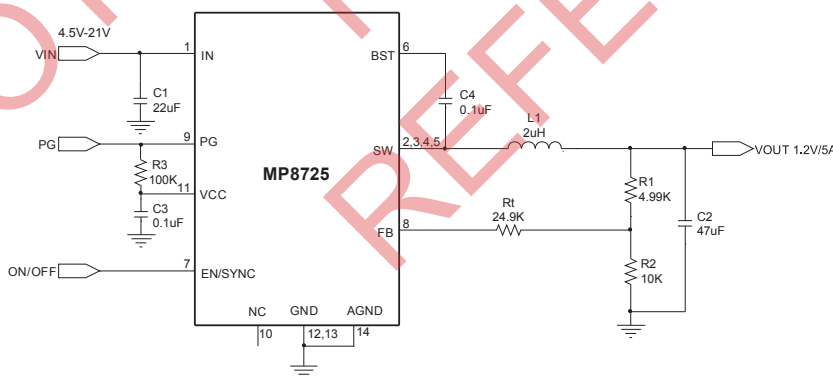 4.5V-21V
VIN
1
IN
C1
22uF
PG
9
PG
R3
100K
11
VCC
C3
0.1uF
ON/OFF
7
EN/SYNC
MP8725
NC
GND
AGND
10
12,13
14
BST
6
C4
0.1uF
SW
2,3,4,5
L1
2uH
VOUT 1.2V/5A
R1
4.99K
C2
47uF
Rt
24.9K
FB
8
R2
10K
REFE